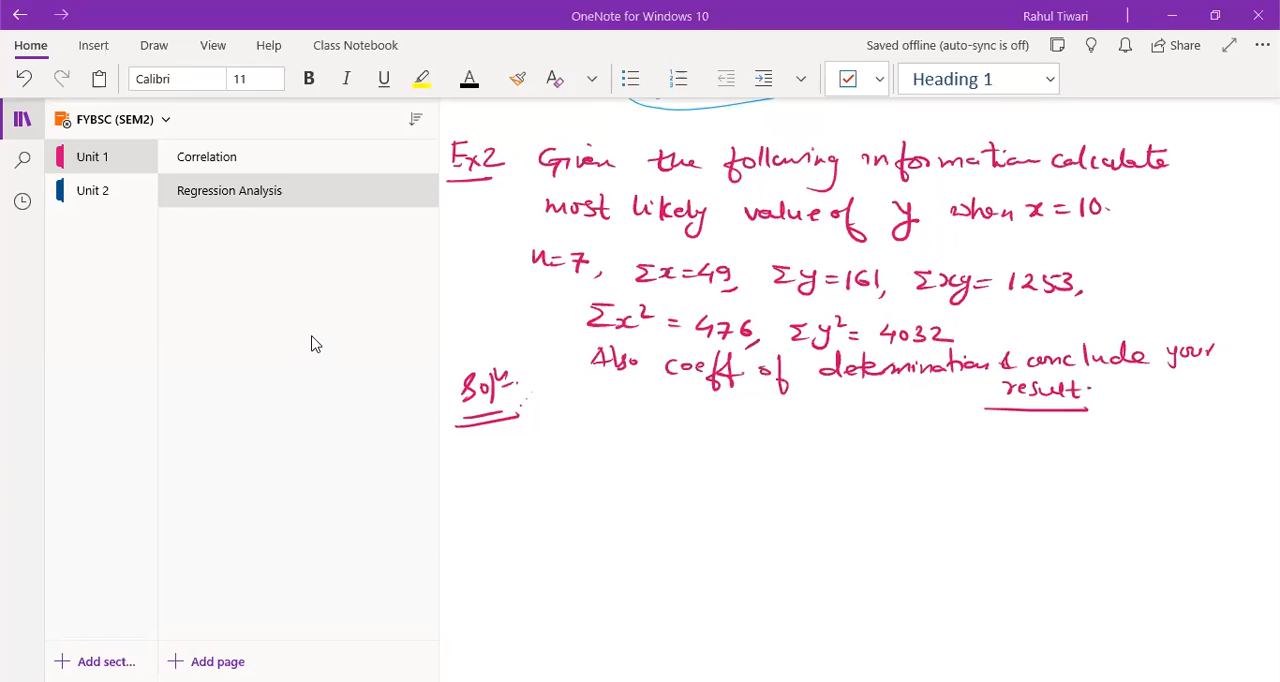 OneNote for Windows 10
Rahul Tiwari
Home Insert Draw View Help Class Notebook
Saved offline (auto-sync is off) Share
Calibri 11 B I U A A Heading 1
FYBSC (SEM2)
Unit 1
Unit 2
Correlation
Regression Analysis
Ex2 Given the following information calculate
most likely value of y when x = 10.
n=7, Σx=49 Σy=161, Σxy= 1253,
Σx² = 476, Σy²= 4032
Also coeff of determination & conclude your
result.
Solⁿ.
Add sect...
Add page